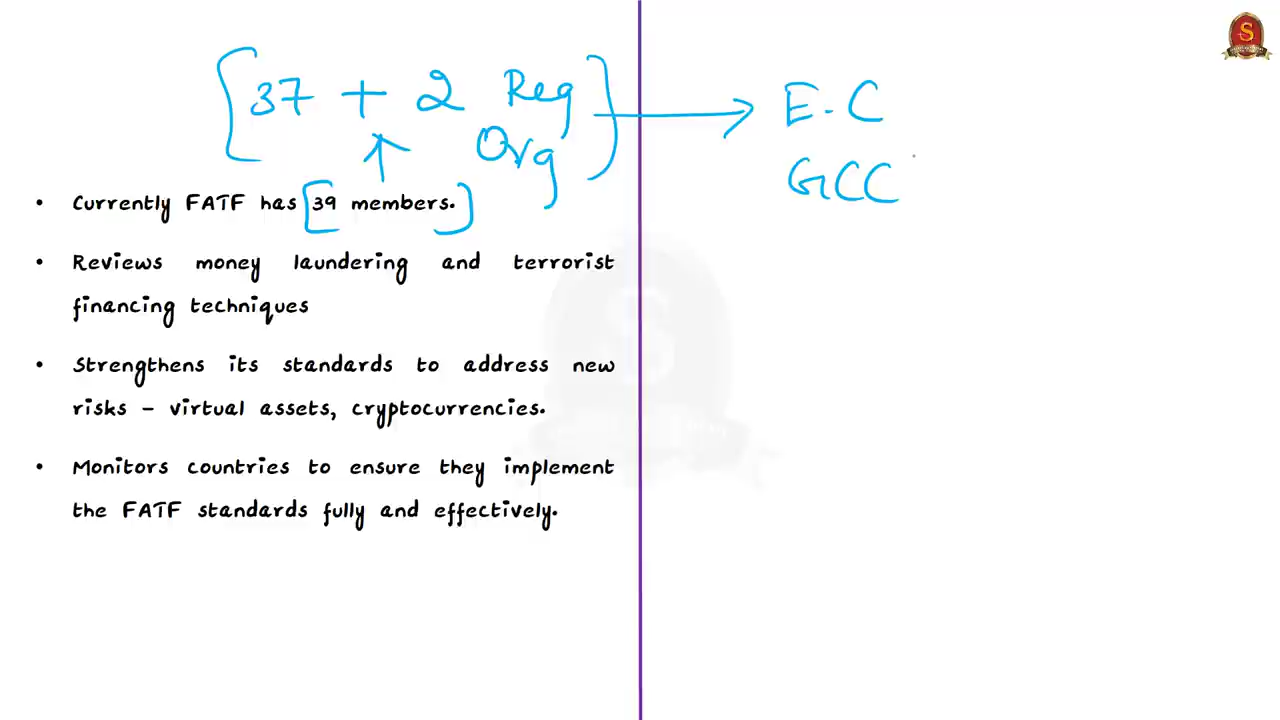 37 + 2 Reg
Org
E.C
GCC
• Currently FATF has 39 members.
• Reviews money laundering and terrorist
financing techniques
• Strengthens its standards to address new
risks – virtual assets, cryptocurrencies.
• Monitors countries to ensure they implement
the FATF standards fully and effectively.
S